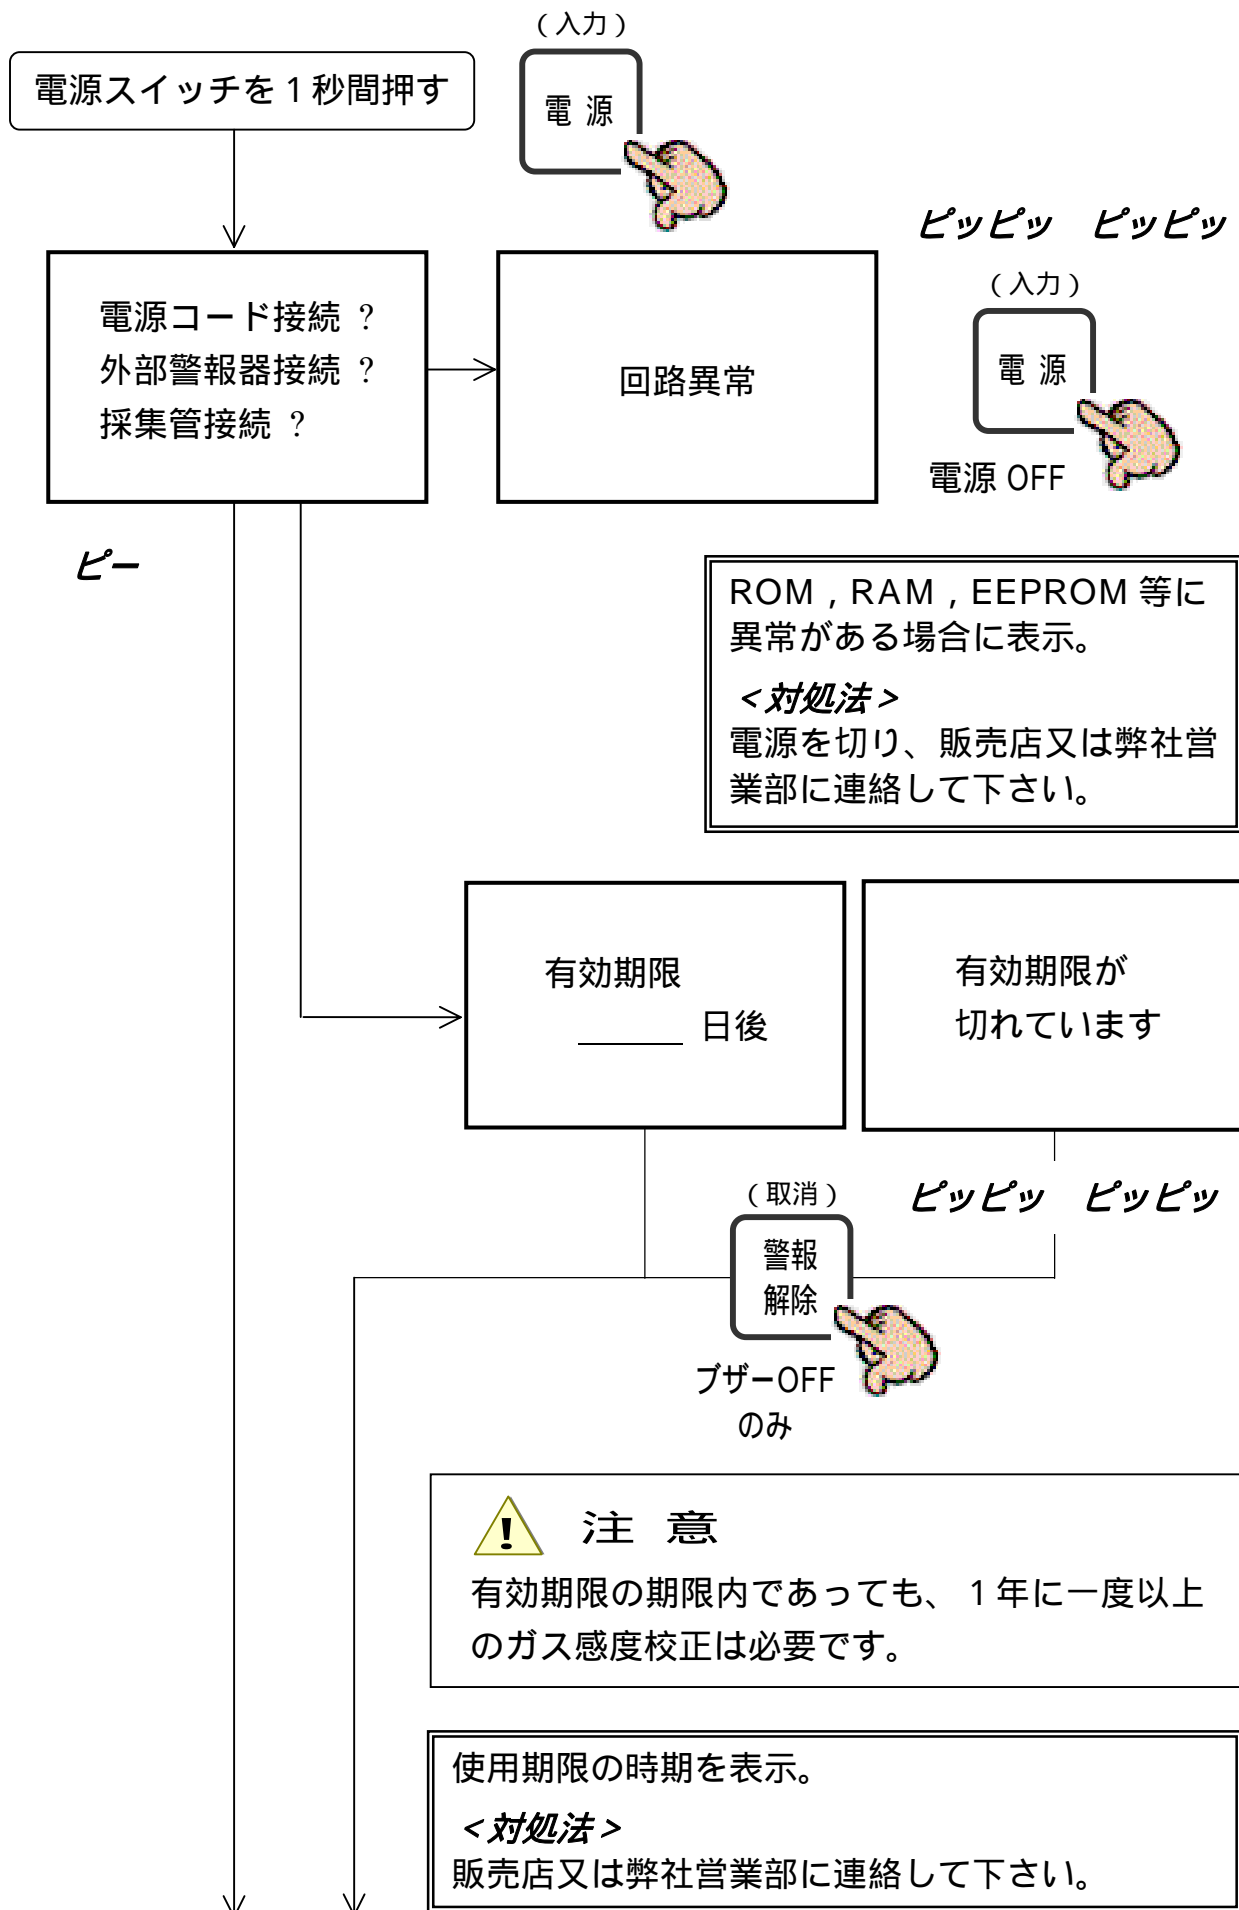 （入力）
電源スイッチを1秒間押す
電 源
ピッピッ ピッピッ
（入力）
電源コード接続 ?
外部警報器接続 ?
採集管接続 ?
回路異常
電 源
電源 OFF
ピー
ROM , RAM , EEPROM 等に
異常がある場合に表示。
＜対処法＞
電源を切り、販売店又は弊社営
業部に連絡して下さい。
有効期限
＿＿＿ 日後
有効期限が
切れています
ピッピッ ピッピッ
（取消）
警報
解除
ブザーOFF
のみ
! 注 意
有効期限の期限内であっても、 1年に一度以上
のガス感度校正は必要です。
使用期限の時期を表示。
＜対処法＞
販売店又は弊社営業部に連絡して下さい。